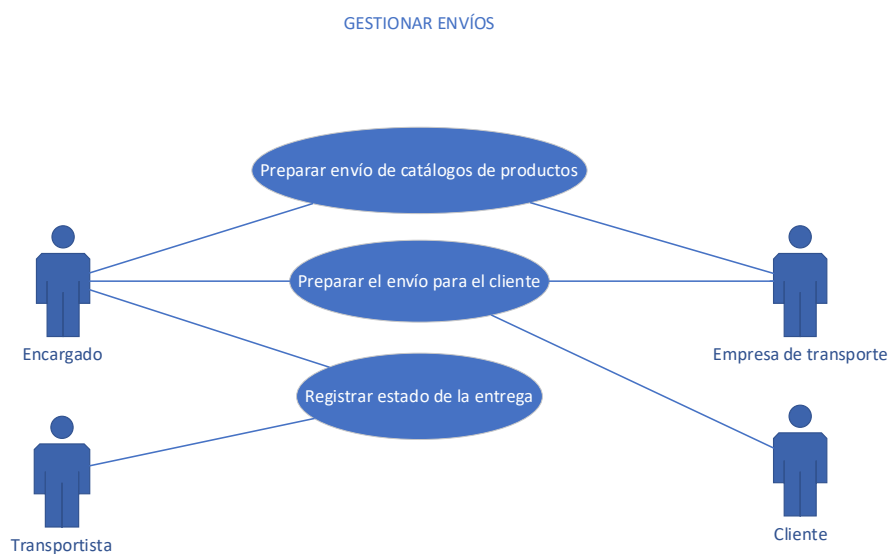 GESTIONAR ENVÍOS
Preparar envío de catálogos de productos
Preparar el envío para el cliente
Encargado
Empresa de transporte
Registrar estado de la entrega
Transportista
Cliente